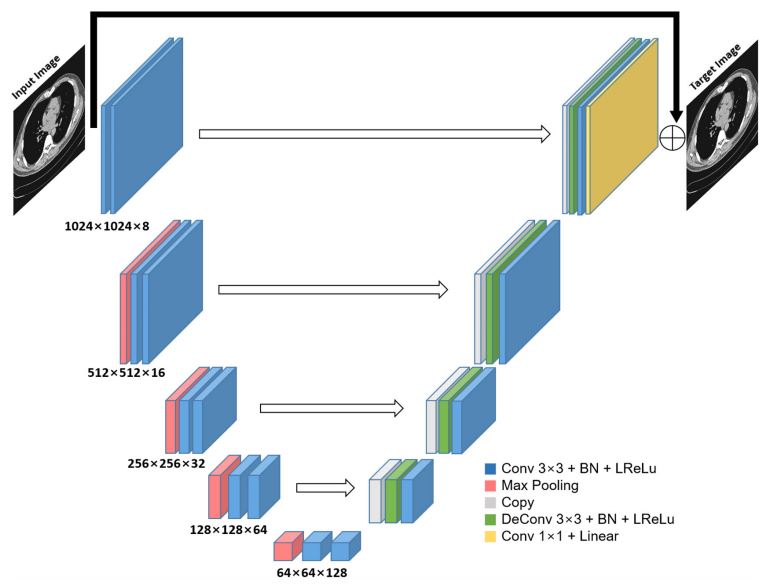 Input Image
Target Image
1024×1024×8
512×512×16
256×256×32
128×128×64
64×64×128
Conv 3×3 + BN + LReLu
Max Pooling
Copy
DeConv 3×3 + BN + LReLu
Conv 1×1 + Linear